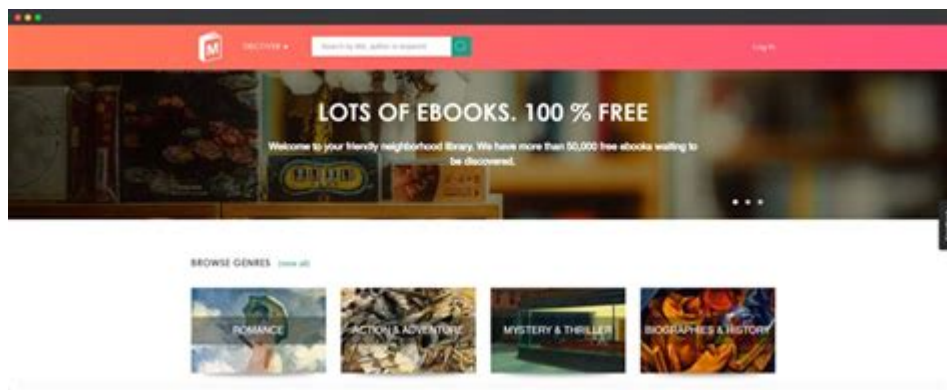 M
DISCOVER
Search by title, author or keyword
Log in
LOTS OF EBOOKS. 100 % FREE
Welcome to your friendly neighborhood library. We have more than 50,000 free ebooks waiting to
be discovered.
BROWSE GENRES (view all)
ROMANCE
ACTION & ADVENTURE
MYSTERY & THRILLER
BIOGRAPHIES & HISTORY